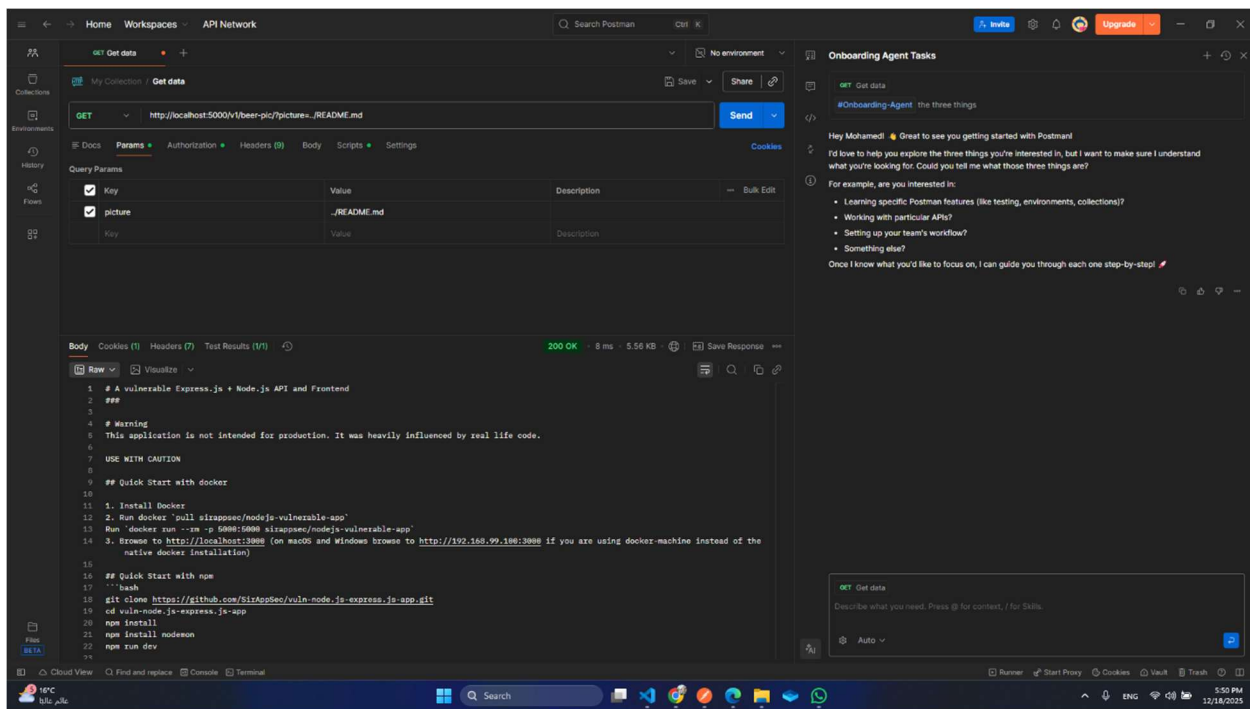 Home Workspaces API Network
Search Postman Ctrl K
Invite
Upgrade
GET Get data
No environment
Onboarding Agent Tasks
Collections
Environments
History
Flows
Files
BETA
My Collection / Get data
Save
Share
GET http://localhost:5000/v1/beer-pic/?picture=../README.md
Send
Docs Params Authorization Headers (9) Body Scripts Settings
Cookies
Query Params
Key Value Description Bulk Edit
picture ../README.md
Key Value Description
Body Cookies (1) Headers (7) Test Results (1/1)
200 OK 8 ms 5.56 KB Save Response
Raw Visualize
1 # A vulnerable Express.js + Node.js API and Frontend
2 ###
3
4 # Warning
5 This application is not intended for production. It was heavily influenced by real life code.
6
7 USE WITH CAUTION
8
9 ## Quick Start with docker
10
11 1. Install Docker
12 2. Run docker `pull sirappsec/nodejs-vulnerable-app`
13 Run `docker run --rm -p 5000:5000 sirappsec/nodejs-vulnerable-app`
14 3. Browse to http://localhost:3000 (on macOS and Windows browse to http://192.168.99.100:3000 if you are using docker-machine instead of the
native docker installation)
15
16 ## Quick Start with npm
17 ```bash
18 git clone https://github.com/SirAppSec/vuln-node.js-express.js-app.git
19 cd vuln-node.js-express.js-app
20 npm install
21 npm install nodemon
22 npm run dev
23
GET Get data
#Onboarding-Agent the three things
Hey Mohamed! 👋 Great to see you getting started with Postman!
I'd love to help you explore the three things you're interested in, but I want to make sure I understand
what you're looking for. Could you tell me what those three things are?
For example, are you interested in:
• Learning specific Postman features (like testing, environments, collections)?
• Working with particular APIs?
• Setting up your team's workflow?
• Something else?
Once I know what you'd like to focus on, I can guide you through each one step-by-step! 🚀
GET Get data
Describe what you need. Press @ for context, / for Skills.
Auto
Cloud View Find and replace Console Terminal
Runner Start Proxy Cookies Vault Trash
16°C
غائم غالبا
Search
ENG
5:50 PM
12/18/2025